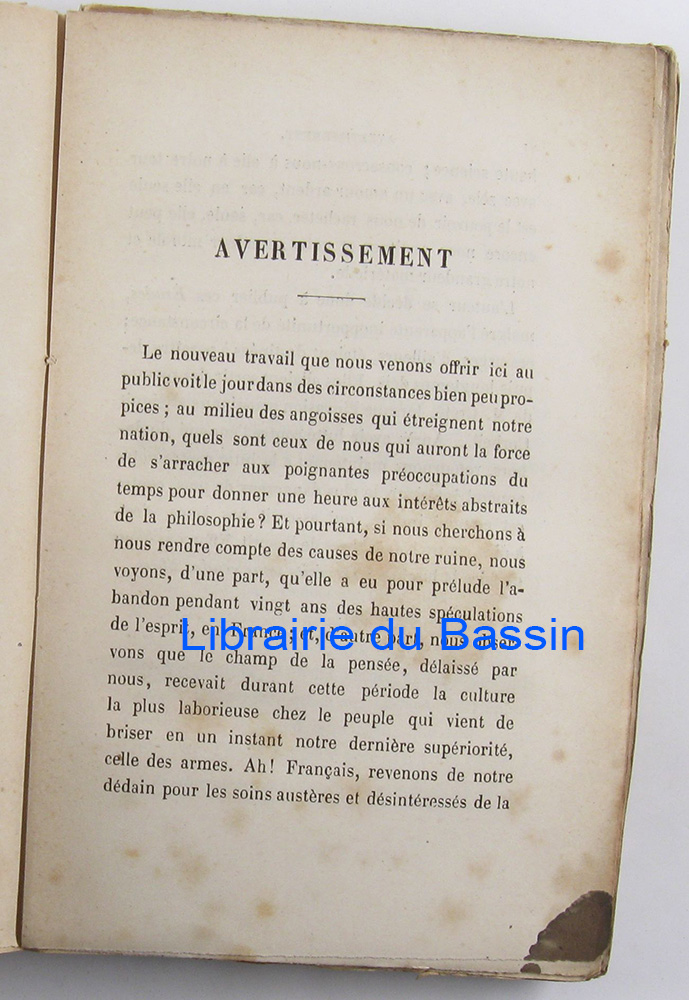 AVERTISSEMENT
Le nouveau travail que nous venons offrir ici au
public voit le jour dans des circonstances bien peu pro-
pices ; au milieu des angoisses qui étreignent notre
nation, quels sont ceux de nous qui auront la force
de s'arracher aux poignantes préoccupations du
temps pour donner une heure aux intérêts abstraits
de la philosophie? Et pourtant, si nous cherchons à
nous rendre compte des causes de notre ruine, nous
voyons, d'une part, qu'elle a eu pour prélude l'a-
bandon pendant vingt ans des hautes spéculations
de l'esprit, en France; et, d'autre part, nous obser-
Librairie du Bassin
vons que le champ de la pensée, délaissé par
nous, recevait durant cette période la culture
la plus laborieuse chez le peuple qui vient de
briser en un instant notre dernière supériorité,
celle des armes. Ah! Français, revenons de notre
dédain pour les soins austères et désintéressés de la